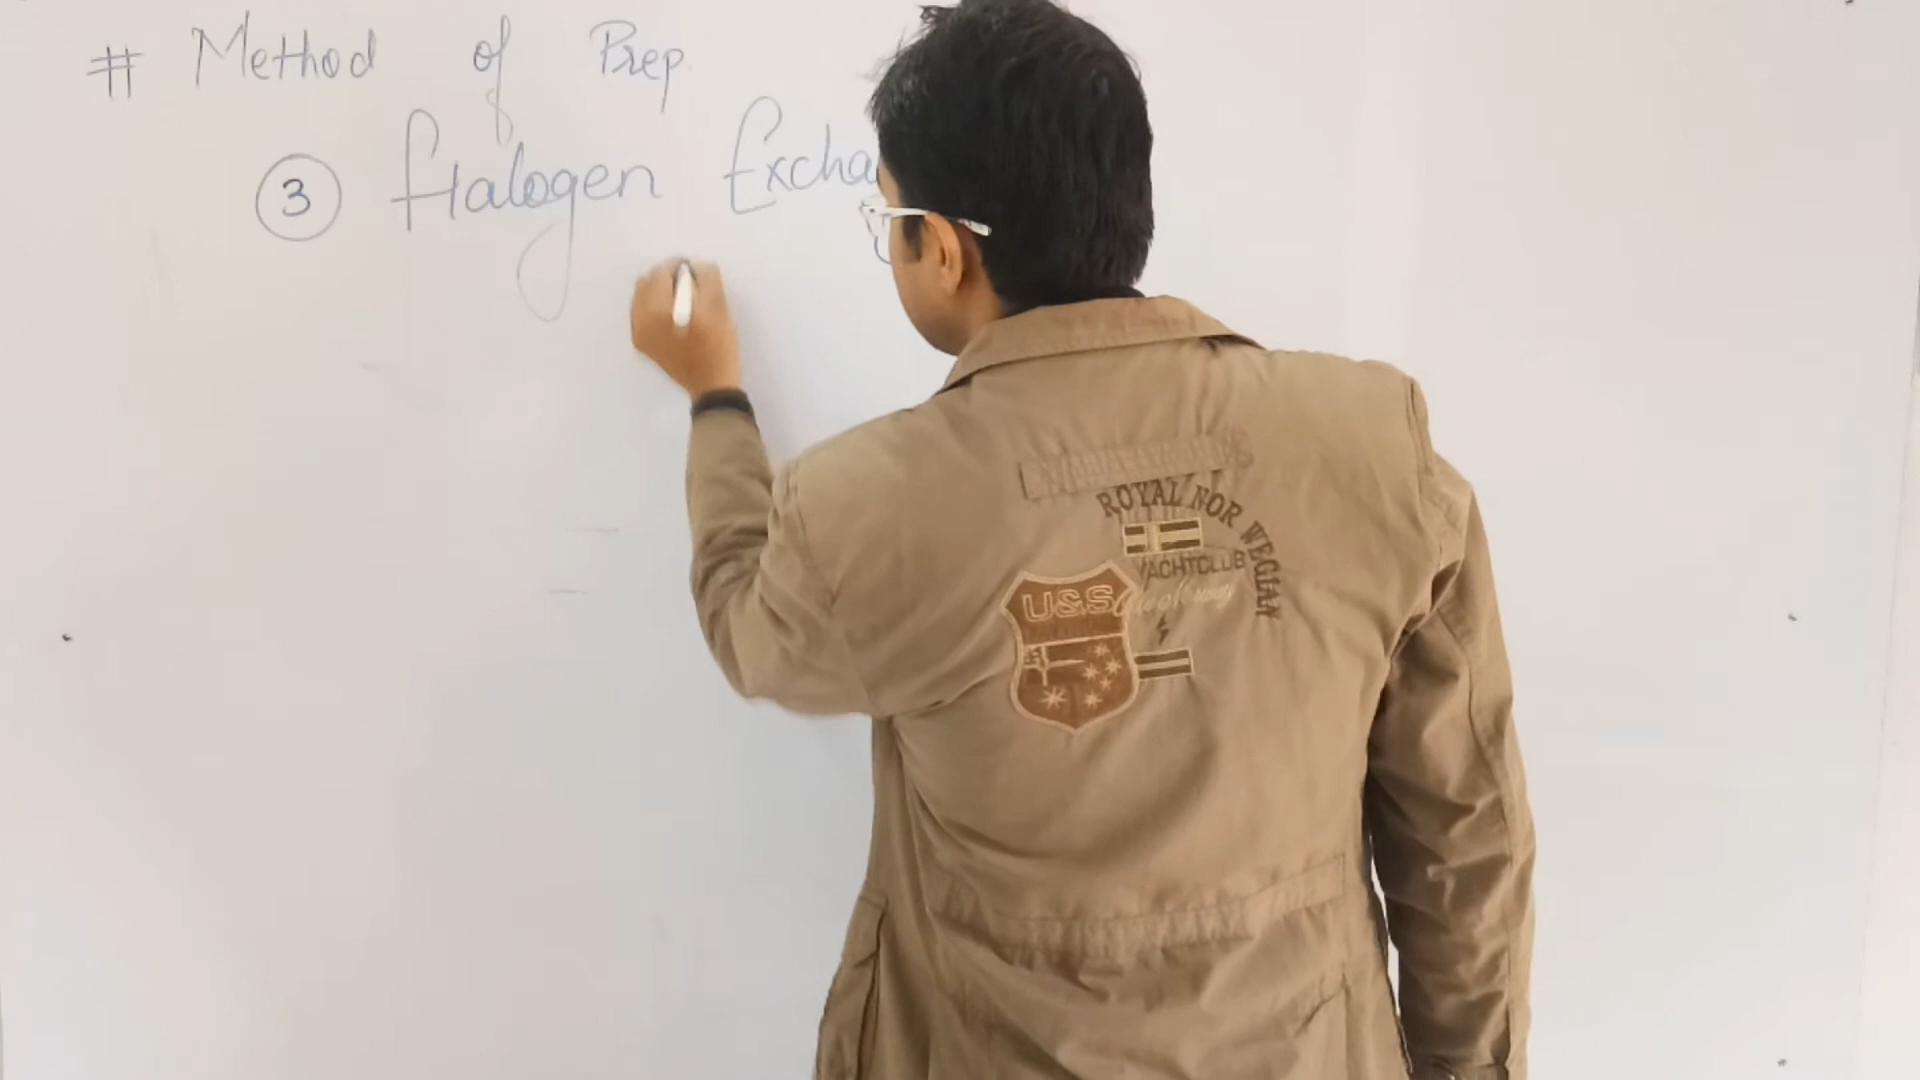 # Method of Prep.
③ Halogen Excha
ROYAL NOR WEGIAN
YACHTCLUB
U&S